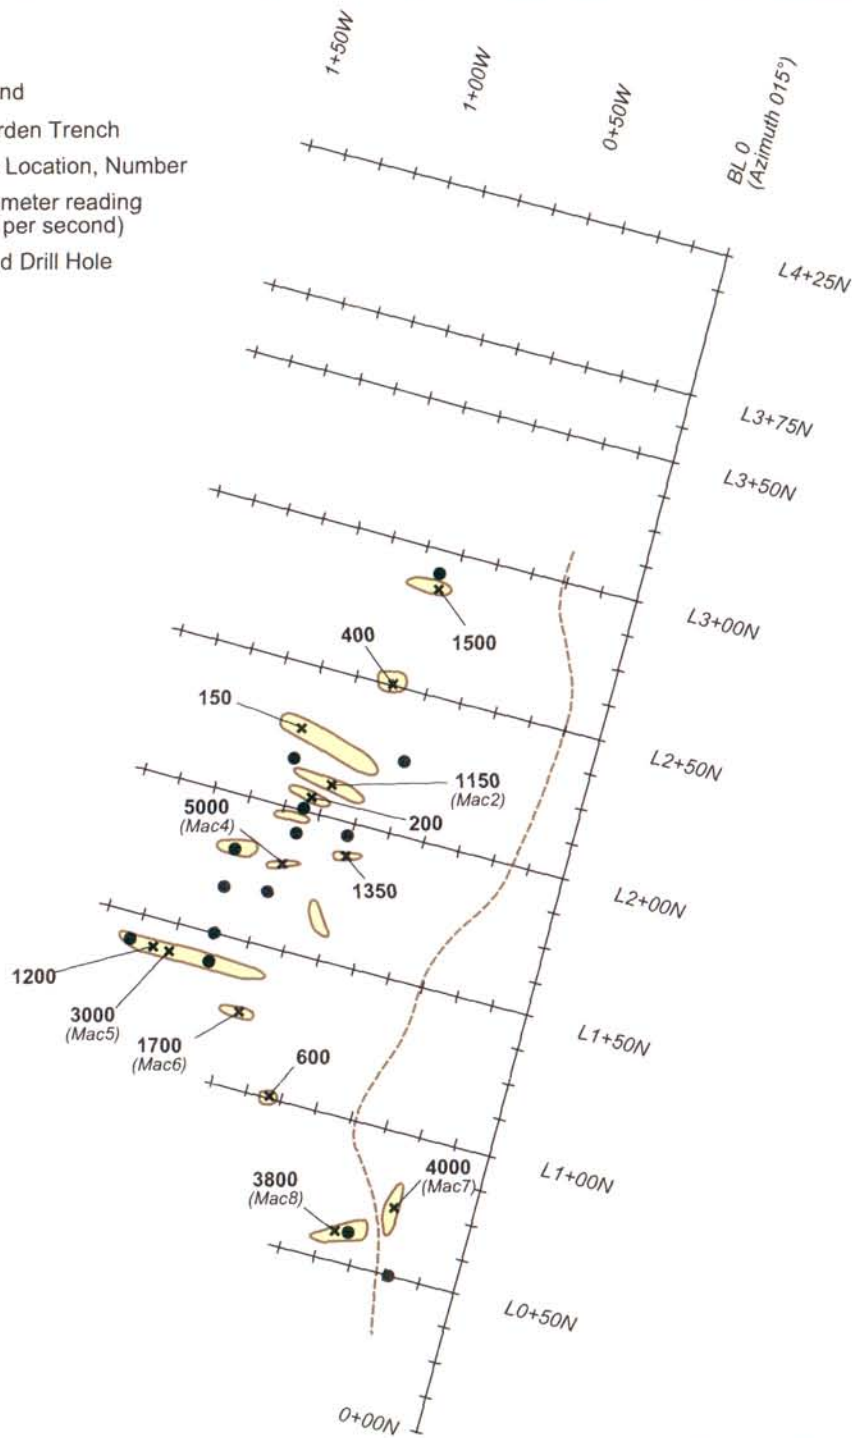 1+50W
1+00W
0+50W
BL 0
(Azimuth 015°)
nd
rden Trench
Location, Number
meter reading
per second)
d Drill Hole
L4+25N
L3+75N
L3+50N
L3+00N
1500
400
150
L2+50N
1150
(Mac2)
5000
(Mac4)
200
1350
L2+00N
1200
3000
(Mac5)
1700
(Mac6)
L1+50N
600
4000
(Mac7)
3800
(Mac8)
L1+00N
L0+50N
0+00N